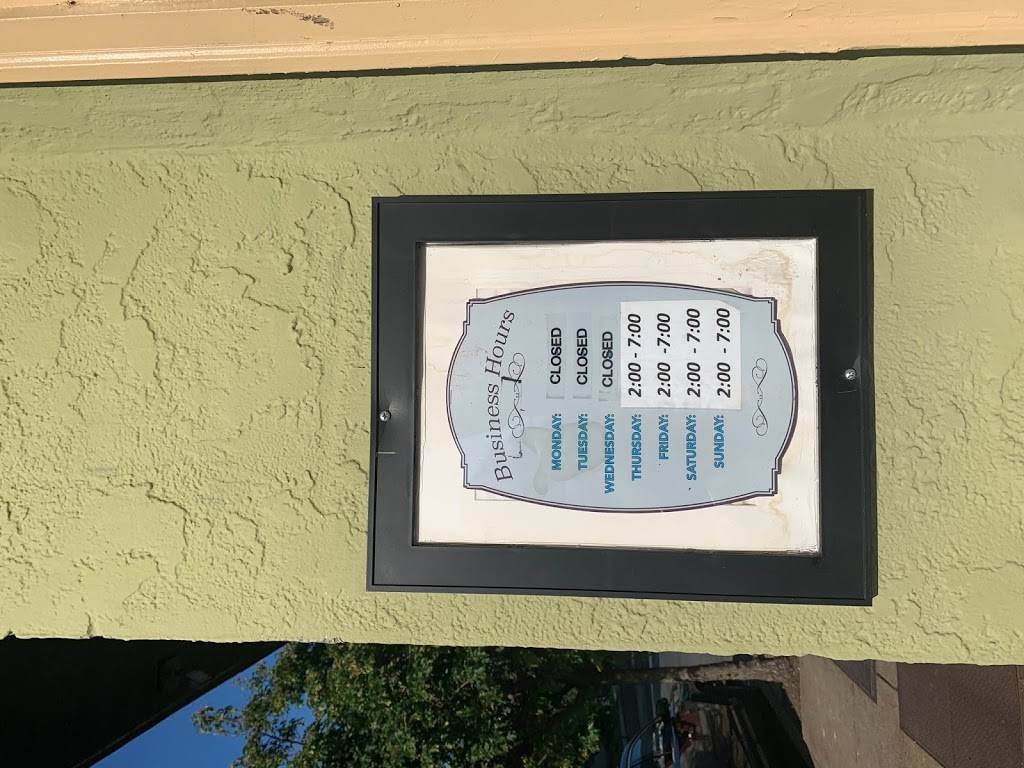 Business Hours
MONDAY: CLOSED
TUESDAY: CLOSED
WEDNESDAY: CLOSED
THURSDAY: 2:00 - 7:00
FRIDAY: 2:00 -7:00
SATURDAY: 2:00 - 7:00
SUNDAY: 2:00 - 7:00